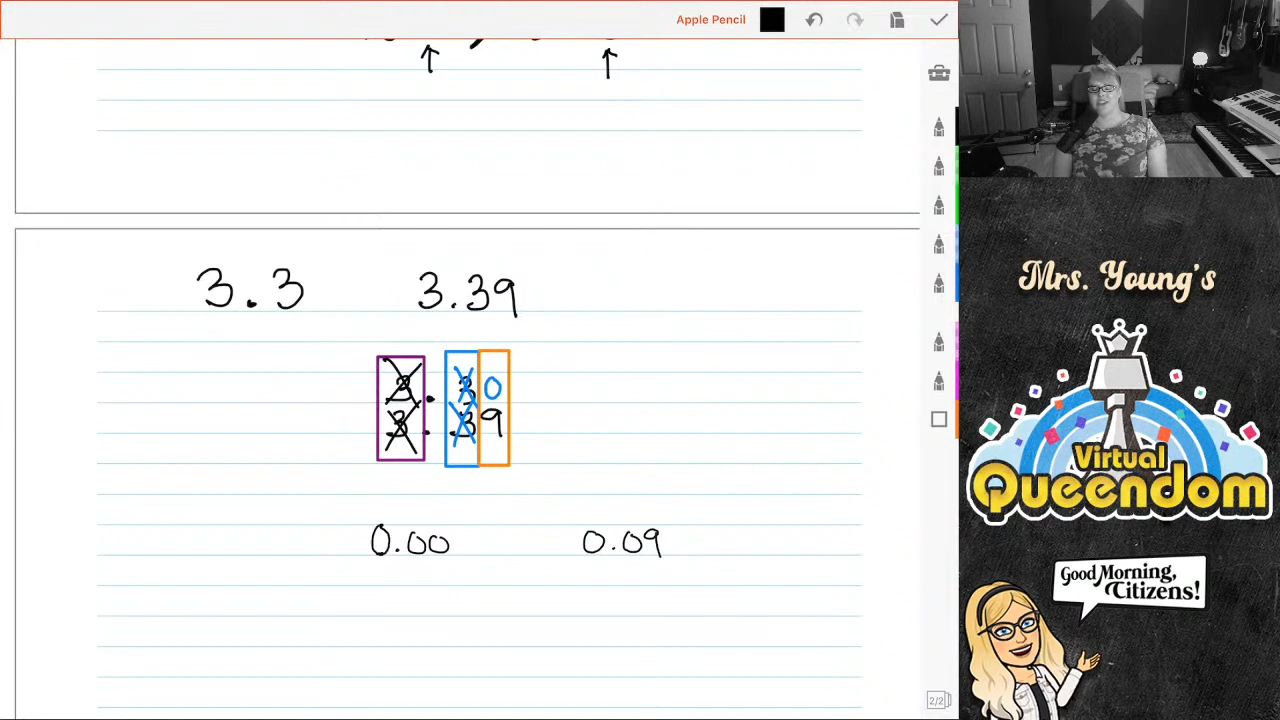 Apple Pencil
3.3 3.39
3.30
3.39
0.00 0.09
2/2
Mrs. Young's
Virtual
Queendom
Good Morning,
Citizens!